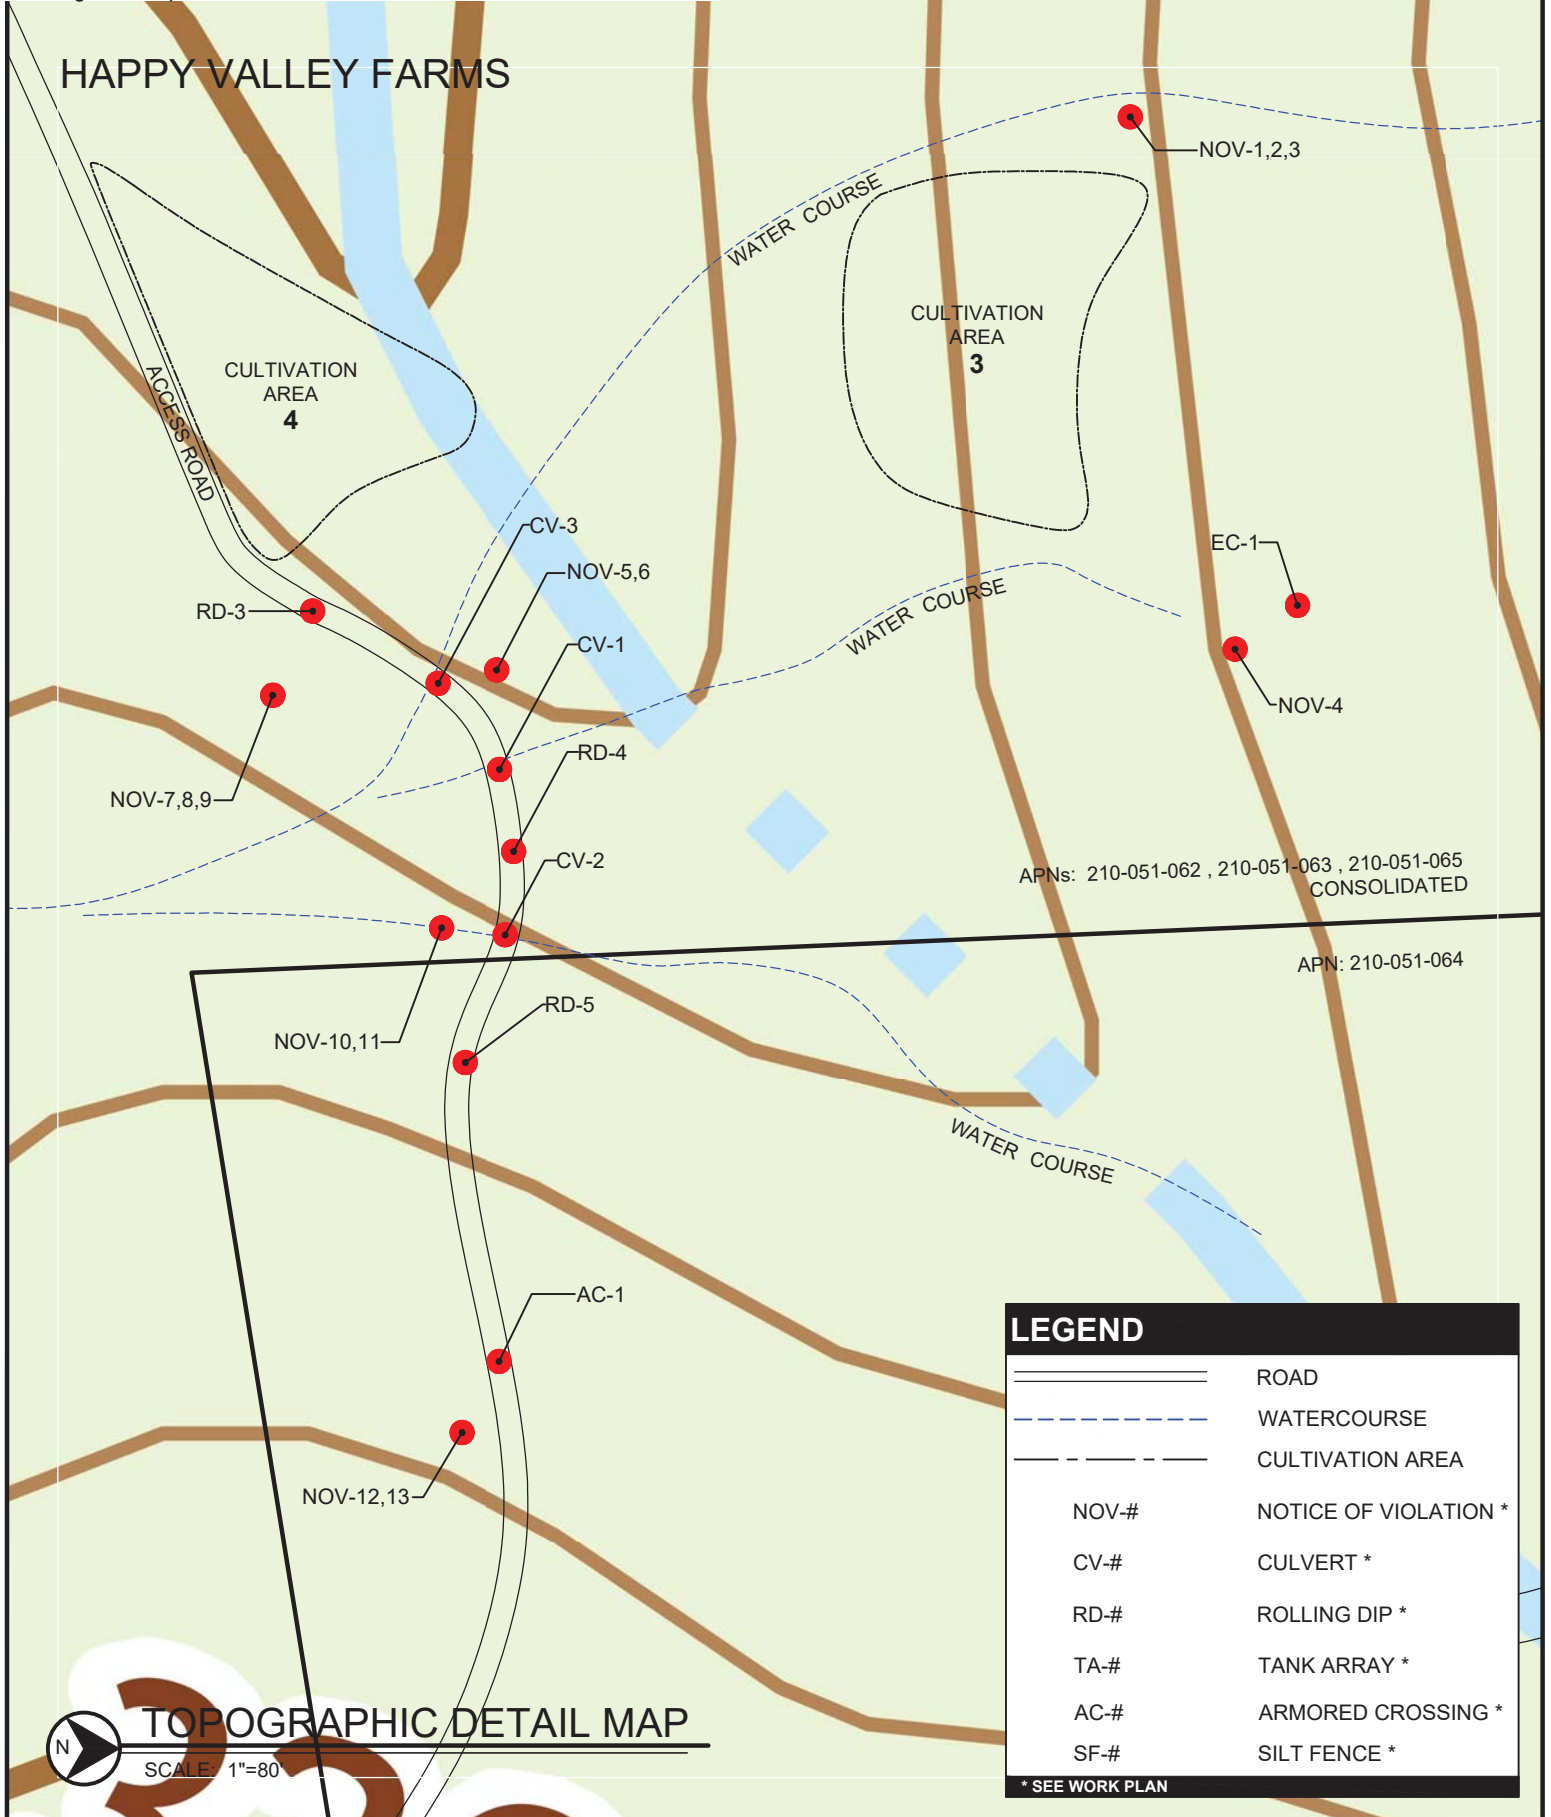 HAPPY VALLEY FARMS
NOV-1,2,3
WATER COURSE
CULTIVATION
AREA
3
CULTIVATION
AREA
4
ACCESS ROAD
CV-3
EC-1
NOV-5,6
WATER COURSE
RD-3
CV-1
NOV-4
RD-4
NOV-7,8,9
CV-2
APNs: 210-051-062 , 210-051-063 , 210-051-065
CONSOLIDATED
APN: 210-051-064
RD-5
NOV-10,11
WATER COURSE
AC-1
NOV-12,13
LEGEND
ROAD
WATERCOURSE
CULTIVATION AREA
NOV-# NOTICE OF VIOLATION *
CV-# CULVERT *
RD-# ROLLING DIP *
TA-# TANK ARRAY *
AC-# ARMORED CROSSING *
SF-# SILT FENCE *
* SEE WORK PLAN
N
TOPOGRAPHIC DETAIL MAP
SCALE: 1"=80'